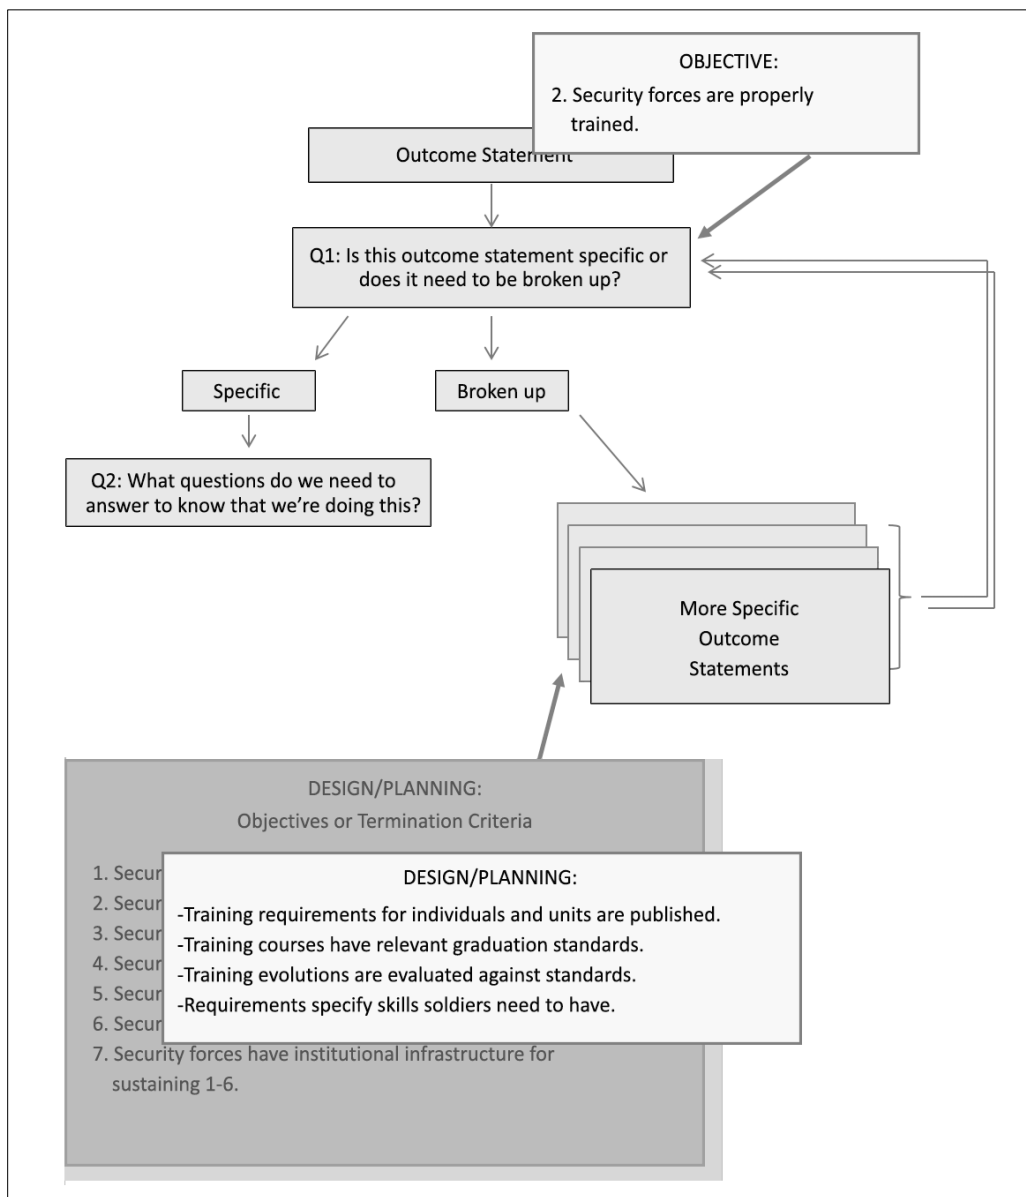 OBJECTIVE:
2. Security forces are properly
trained.
Outcome Statement
Q1: Is this outcome statement specific or
does it need to be broken up?
Specific
Broken up
Q2: What questions do we need to
answer to know that we're doing this?
More Specific
Outcome
Statements
DESIGN/PLANNING:
Objectives or Termination Criteria
1. Secur
2. Secur
3. Secur
4. Secur
5. Secur
6. Secur
7. Security forces have institutional infrastructure for
sustaining 1-6.
DESIGN/PLANNING:
-Training requirements for individuals and units are published.
-Training courses have relevant graduation standards.
-Training evolutions are evaluated against standards.
-Requirements specify skills soldiers need to have.